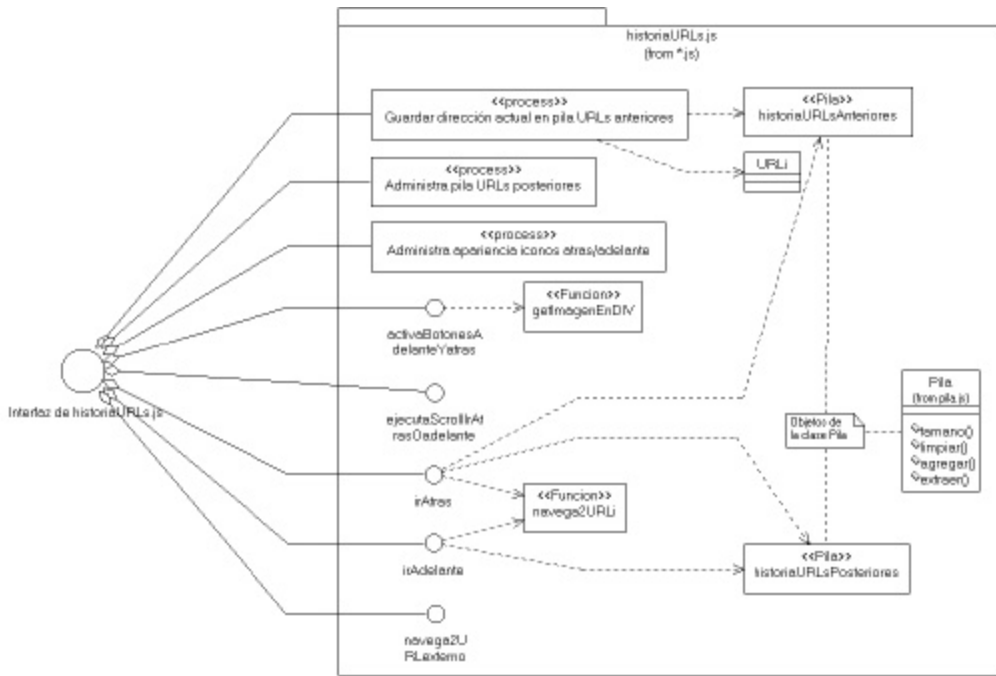 historiaURLs.js
(from *.js)
<<process>>
Guardar dirección actual en pila URLs anteriores
<<Pila>>
historiaURLsAnteriores
URLi
<<process>>
Administra pila URLs posteriores
<<process>>
Administra apariencia iconos atras/adelante
<<Funcion>>
getImagenEnDIV
activaBotonesA
delanteYatras
Interfaz de historiaURLs.js
ejecutaScrollIrAt
rasOadelante
Objetos de
la clase Pila
Pila
(from pila.js)
tamano()
limpiar()
agregar()
extraer()
irAtras
<<Funcion>>
navega2URLi
irAdelante
<<Pila>>
historiaURLsPosteriores
navega2U
RLexterno